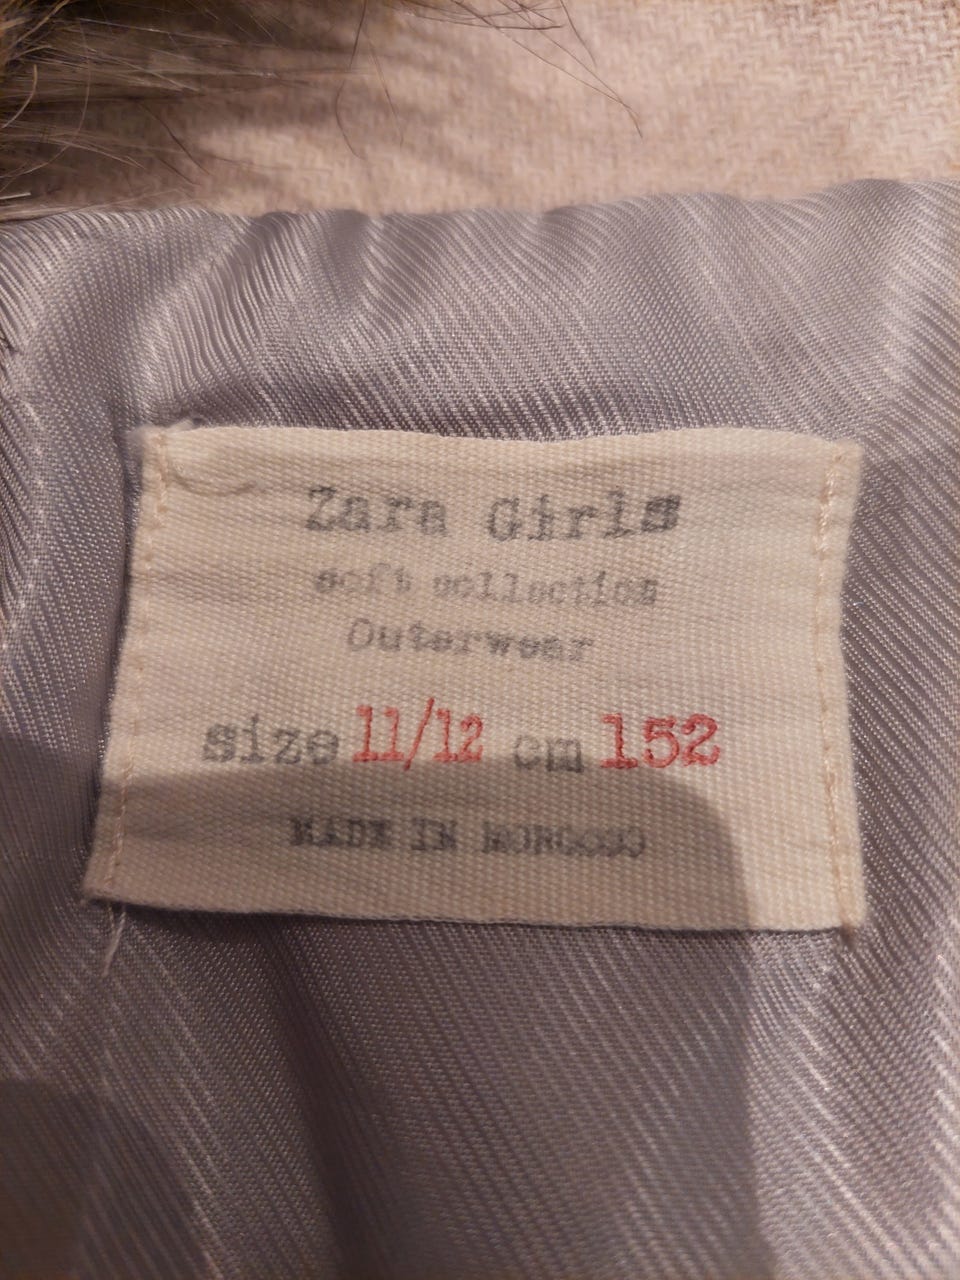 Zara Girls
soft collection
Outerwear
size 11/12 cm 152
MADE IN MOROCCO